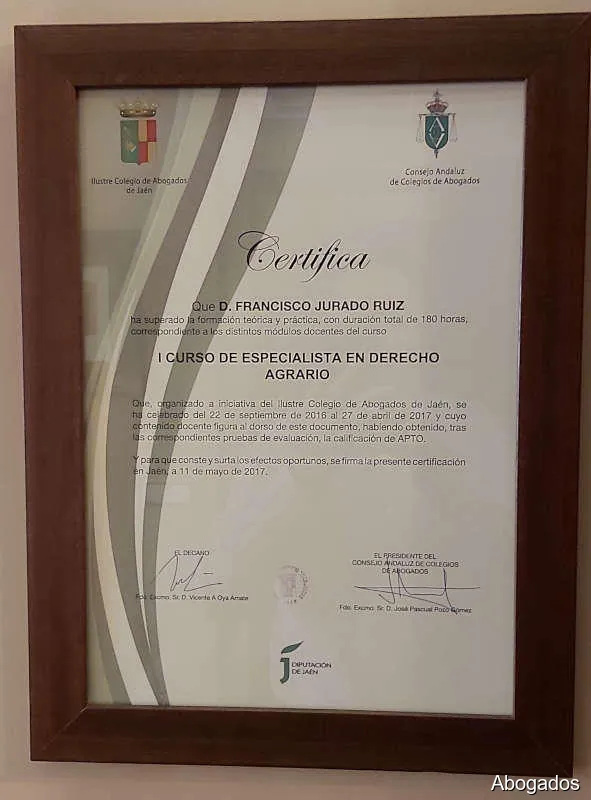 Ilustre Colegio de Abogados
de Jaén
Consejo Andaluz
de Colegios de Abogados
Certifica
Que D. FRANCISCO JURADO RUIZ
ha superado la formación teórica y práctica, con duración total de 180 horas,
correspondiente a los distintos módulos docentes del curso
I CURSO DE ESPECIALISTA EN DERECHO
AGRARIO
Que, organizado a iniciativa del Ilustre Colegio de Abogados de Jaén, se
ha celebrado del 22 de septiembre de 2016 al 27 de abril de 2017 y cuyo
contenido docente figura al dorso de este documento, habiendo obtenido, tras
las correspondientes pruebas de evaluación, la calificación de APTO.
Y para que conste y surta los efectos oportunos, se firma la presente certificación
en Jaén, a 11 de mayo de 2017.
EL DECANO
Fdo. Excmo. Sr. D. Vicente A Oya Amate
EL PRESIDENTE DEL
CONSEJO ANDALUZ DE COLEGIOS
DE ABOGADOS
Fdo. Excmo. Sr. D. José Pascual Pozo Gómez
DIPUTACIÓN
DE JAÉN
Abogados